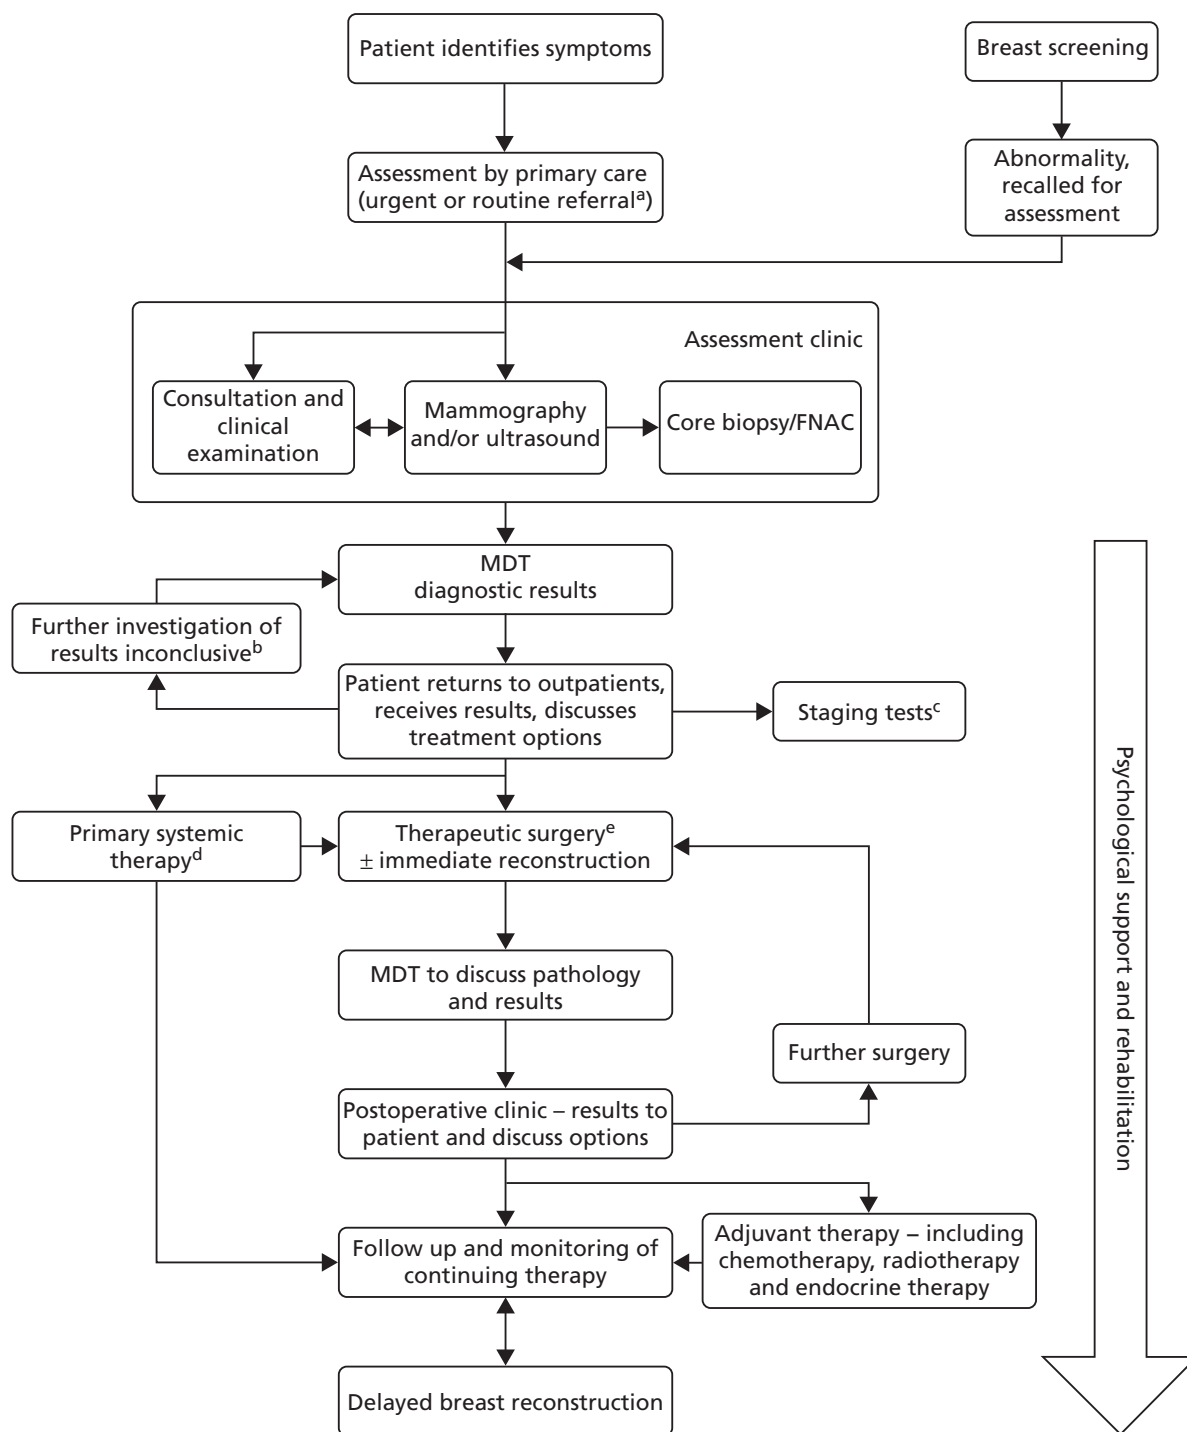 Patient identifies symptoms
Breast screening
Assessment by primary care
(urgent or routine referralᵃ)
Abnormality,
recalled for
assessment
Assessment clinic
Consultation and
clinical
examination
Mammography
and/or ultrasound
Core biopsy/FNAC
MDT
diagnostic results
Further investigation of
results inconclusiveᵇ
Patient returns to outpatients,
receives results, discusses
treatment options
Staging testsᶜ
Primary systemic
therapyᵈ
Therapeutic surgeryᵉ
± immediate reconstruction
MDT to discuss pathology
and results
Further surgery
Postoperative clinic – results to
patient and discuss options
Follow up and monitoring of
continuing therapy
Adjuvant therapy – including
chemotherapy, radiotherapy
and endocrine therapy
Delayed breast reconstruction
Psychological support and rehabilitation